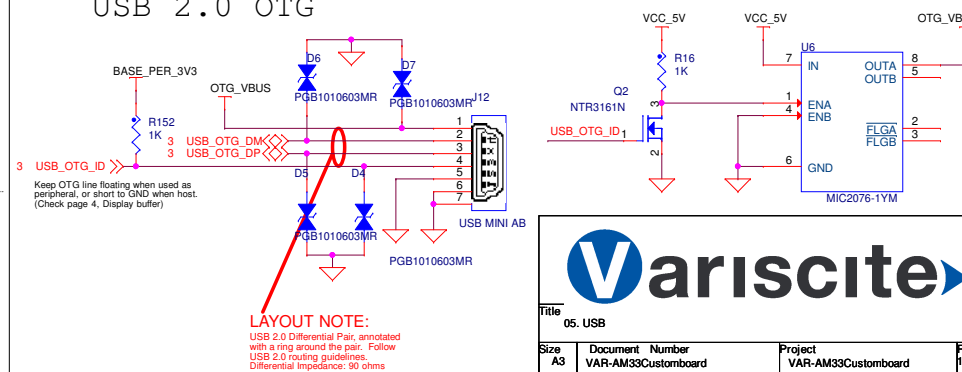 USB 2.0 OTG
VCC_5V
VCC_5V
OTG_VB
D6
D7
BASE_PER_3V3
OTG_VBUS
PGB1010603MR
PGB1010603MR
J12
R152
1K
3 USB_OTG_DM
3 USB_OTG_DP
3 USB_OTG_ID
1
2
3
4
5
6
7
Keep OTG line floating when used as
peripheral, or short to GND when host.
(Check page 4, Display buffer)
D5
D4
PGB1010603MR
PGB1010603MR
USB MINI AB
R16
1K
Q2
NTR3161N
USB_OTG_ID
1
3
2
U6
7 IN
OUTA 8
OUTB 5
1 ENA
4 ENB
FLGA 2
FLGB 3
6 GND
MIC2076-1YM
LAYOUT NOTE:
USB 2.0 Differential Pair, annotated
with a ring around the pair. Follow
USB 2.0 routing guidelines.
Differential Impedance: 90 ohms
Variscite
Title
05. USB
Size
A3
Document Number
VAR-AM33Customboard
Project
VAR-AM33Customboard